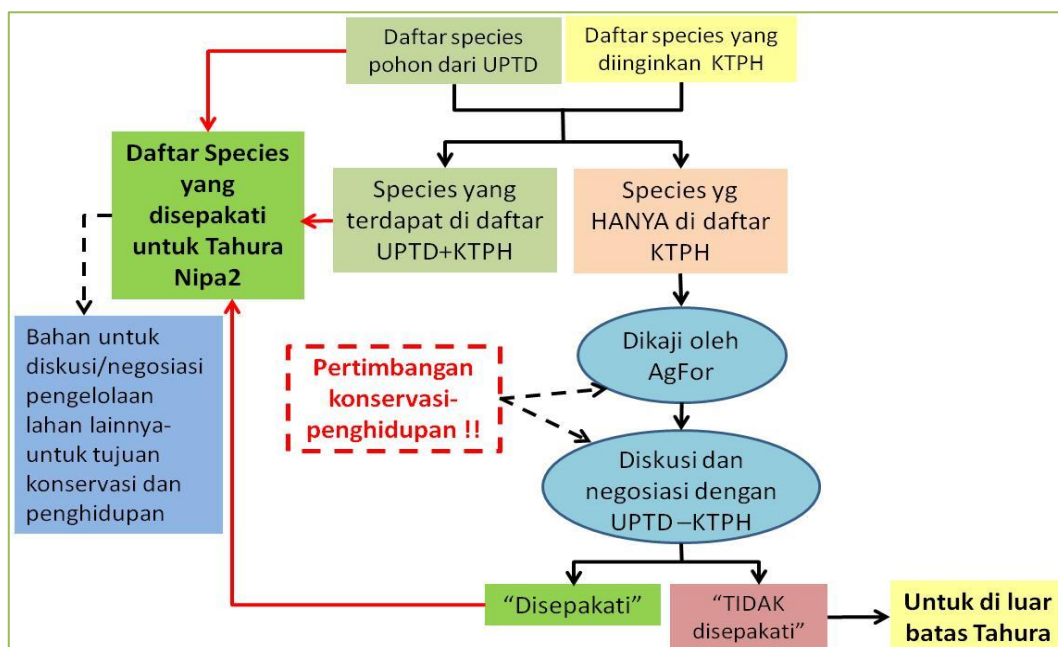 Daftar species
pohon dari UPTD
Daftar species yang
diinginkan KTPH
Daftar Species
yang
disepakati
untuk Tahura
Nipa2
Species yang
terdapat di daftar
UPTD+KTPH
Species yg
HANYA di daftar
KTPH
Bahan untuk
diskusi/negosiasi
pengelolaan
lahan lainnya-
untuk tujuan
konservasi dan
penghidupan
Pertimbangan
konservasi-
penghidupan !!
Dikaji oleh
AgFor
Diskusi dan
negosiasi dengan
UPTD –KTPH
“Disepakati”
“TIDAK
disepakati”
Untuk di luar
batas Tahura